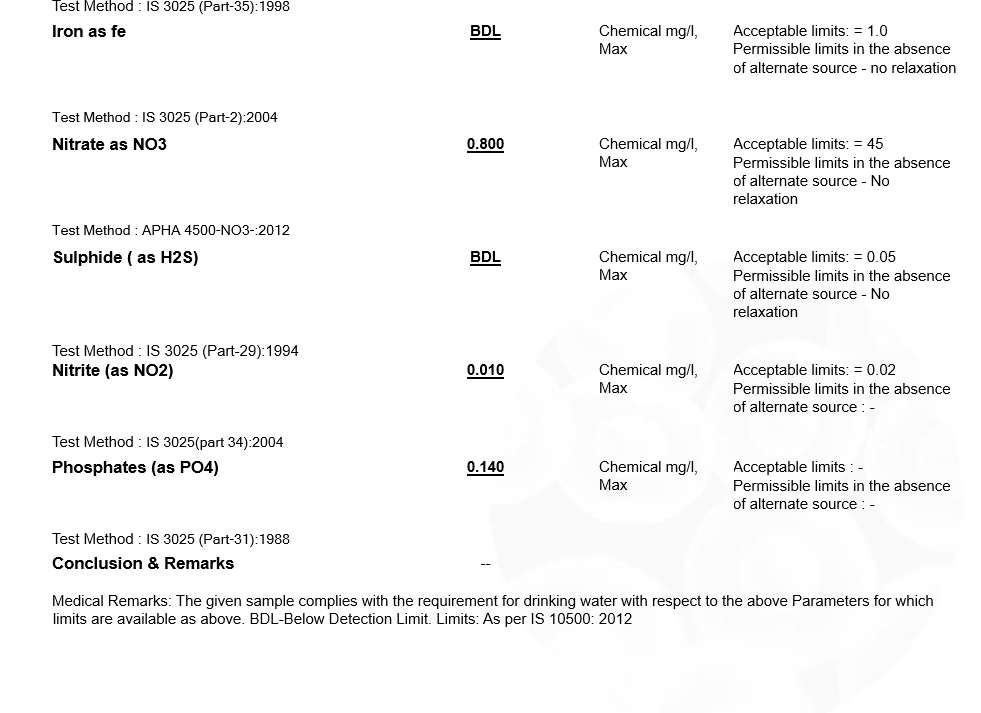 Test Method : IS 3025 (Part-35):1998
Iron as fe BDL Chemical mg/l, Acceptable limits: = 1.0
Max Permissible limits in the absence
of alternate source - no relaxation
Test Method : IS 3025 (Part-2):2004
Nitrate as NO3 0.800 Chemical mg/l, Acceptable limits: = 45
Max Permissible limits in the absence
of alternate source - No
relaxation
Test Method : APHA 4500-NO3-:2012
Sulphide ( as H2S) BDL Chemical mg/l, Acceptable limits: = 0.05
Max Permissible limits in the absence
of alternate source - No
relaxation
Test Method : IS 3025 (Part-29):1994
Nitrite (as NO2) 0.010 Chemical mg/l, Acceptable limits: = 0.02
Max Permissible limits in the absence
of alternate source : -
Test Method : IS 3025(part 34):2004
Phosphates (as PO4) 0.140 Chemical mg/l, Acceptable limits : -
Max Permissible limits in the absence
of alternate source : -
Test Method : IS 3025 (Part-31):1988
Conclusion & Remarks --
Medical Remarks: The given sample complies with the requirement for drinking water with respect to the above Parameters for which
limits are available as above. BDL-Below Detection Limit. Limits: As per IS 10500: 2012